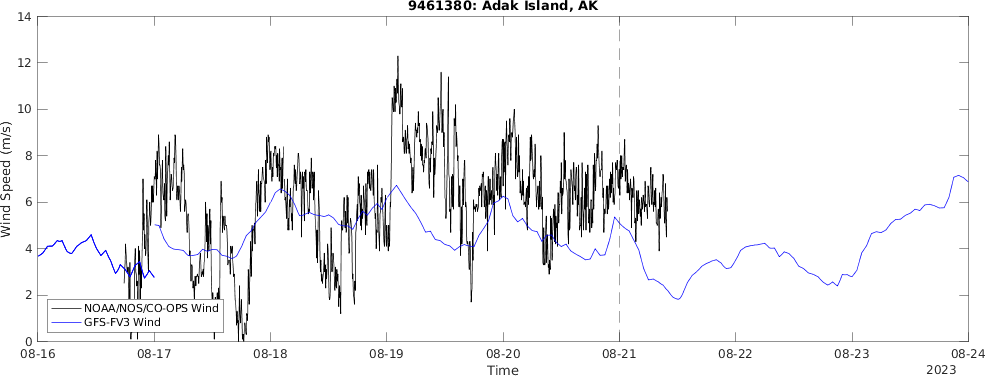 9461380: Adak Island, AK
14
12
10
8
6
4
2
0
Wind Speed (m/s)
NOAA/NOS/CO-OPS Wind
GFS-FV3 Wind
08-16 08-17 08-18 08-19 08-20 08-21 08-22 08-23 08-24
Time
2023